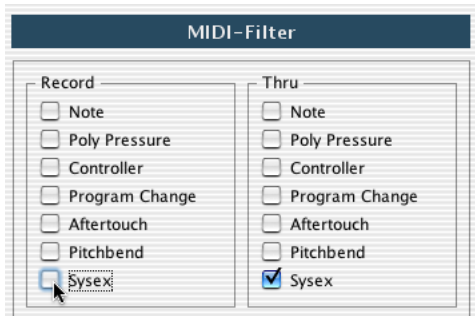 MIDI-Filter
Record
Note
Poly Pressure
Controller
Program Change
Aftertouch
Pitchbend
Sysex
Thru
Note
Poly Pressure
Controller
Program Change
Aftertouch
Pitchbend
Sysex